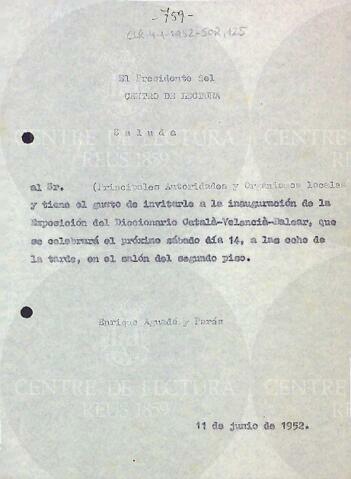 -759-
CLR-4-1-1952-SOR,125
El Presidente del
CENTRO DE LECTURA
Saluda
al Sr. (Principales Autoridades y Organismos locales
y tiene el gusto de invitarle a la inauguración de la
Exposición del Diccionario Català-Valencià-Balear, que
se celebrará el próximo sábado día 14, a las ocho de
la tarde, en el salón del segundo piso.
Enrique Aguadé y Parés
11 de junio de 1952.
CENTRE DE LECTURA
REUS 1859
CENTRE DE LECTURA
REUS 1859